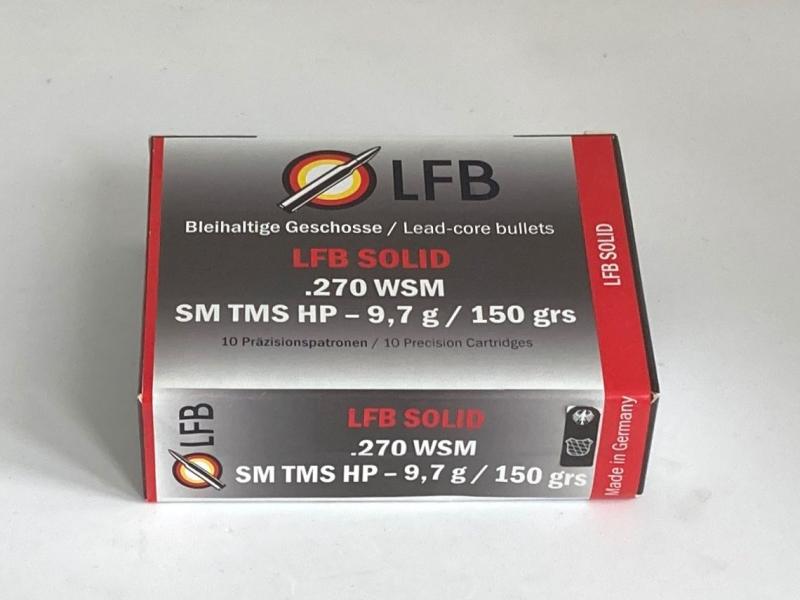 LFB
Bleihaltige Geschosse / Lead-core bullets
LFB SOLID
.270 WSM
SM TMS HP – 9,7 g / 150 grs
10 Präzisionspatronen / 10 Precision Cartridges
LFB SOLID
Made in Germany
LFB
LFB SOLID
.270 WSM
SM TMS HP – 9,7 g / 150 grs